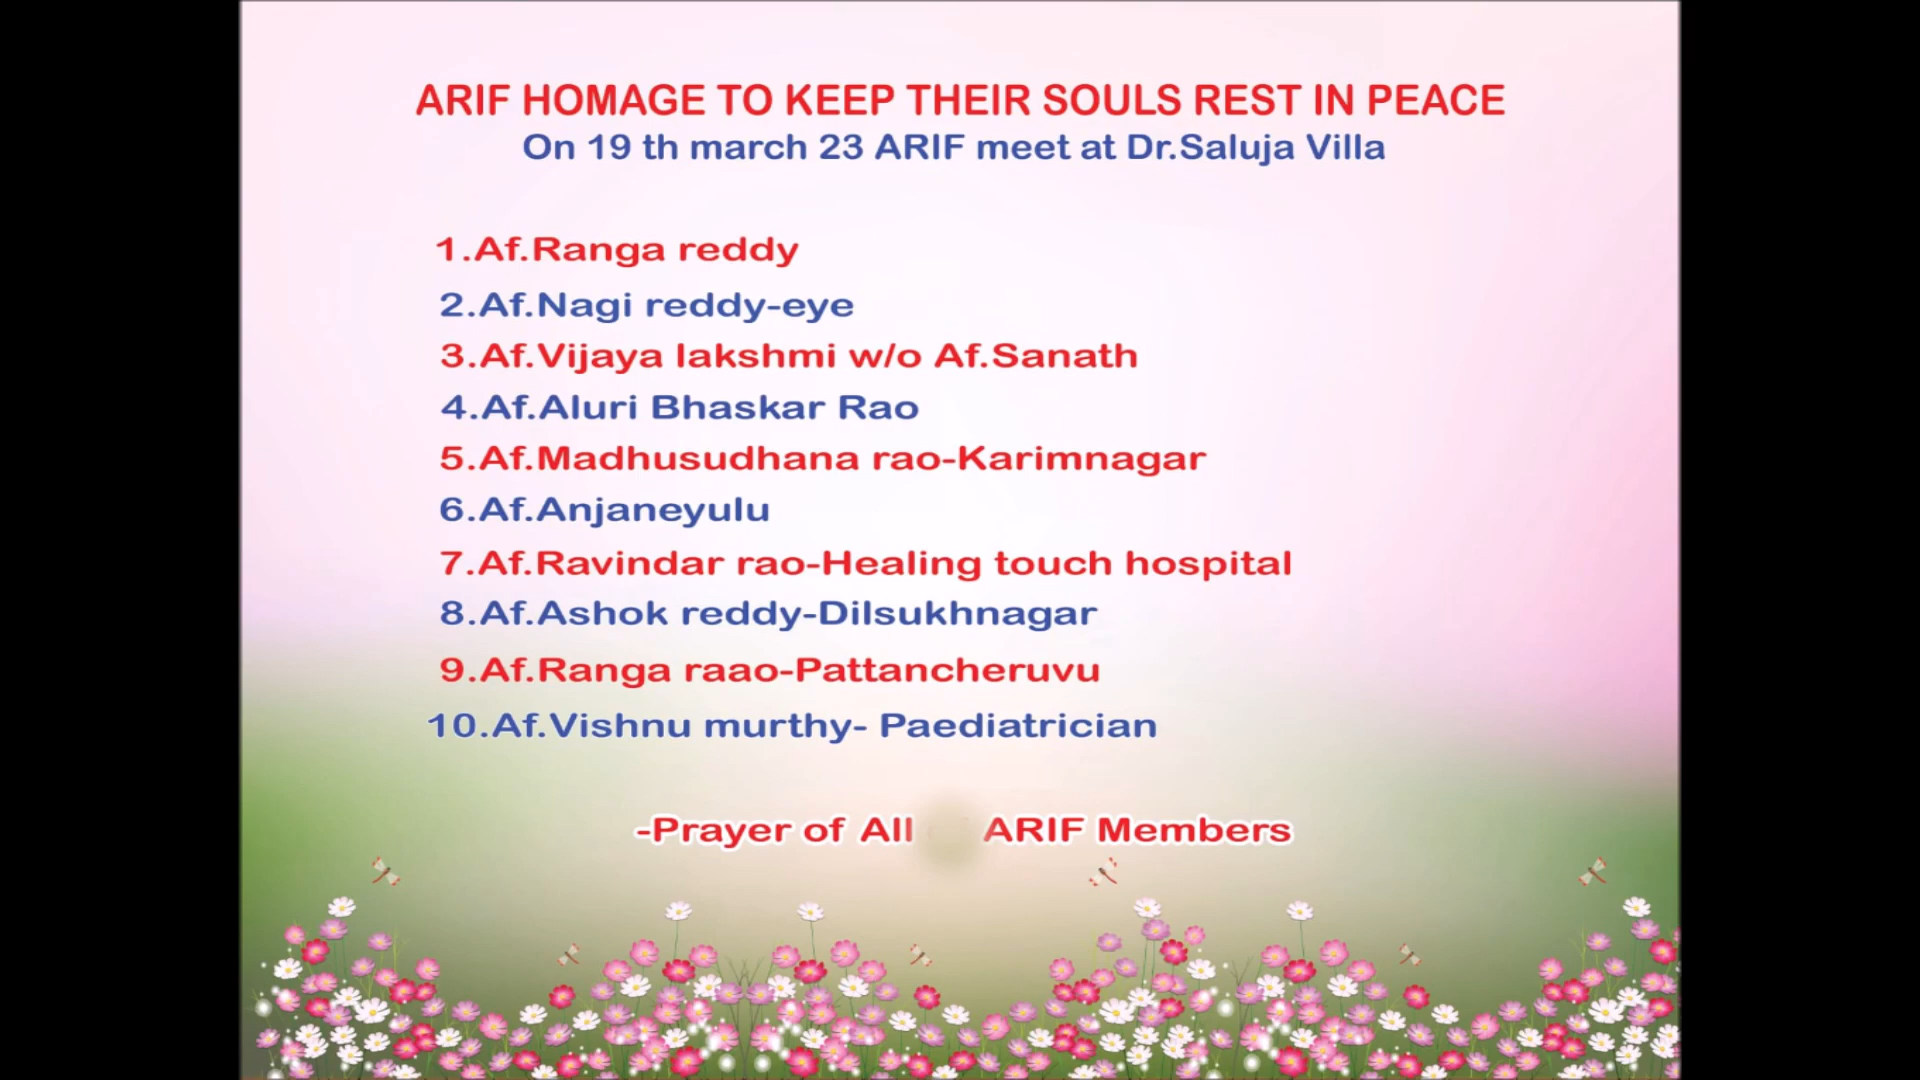 ARIF HOMAGE TO KEEP THEIR SOULS REST IN PEACE
On 19 th march 23 ARIF meet at Dr.Saluja Villa
1.Af.Ranga reddy
2.Af.Nagi reddy-eye
3.Af.Vijaya lakshmi w/o Af.Sanath
4.Af.Aluri Bhaskar Rao
5.Af.Madhusudhana rao-Karimnagar
6.Af.Anjaneyulu
7.Af.Ravindar rao-Healing touch hospital
8.Af.Ashok reddy-Dilsukhnagar
9.Af.Ranga raao-Pattancheruvu
10.Af.Vishnu murthy- Paediatrician
-Prayer of All ARIF Members